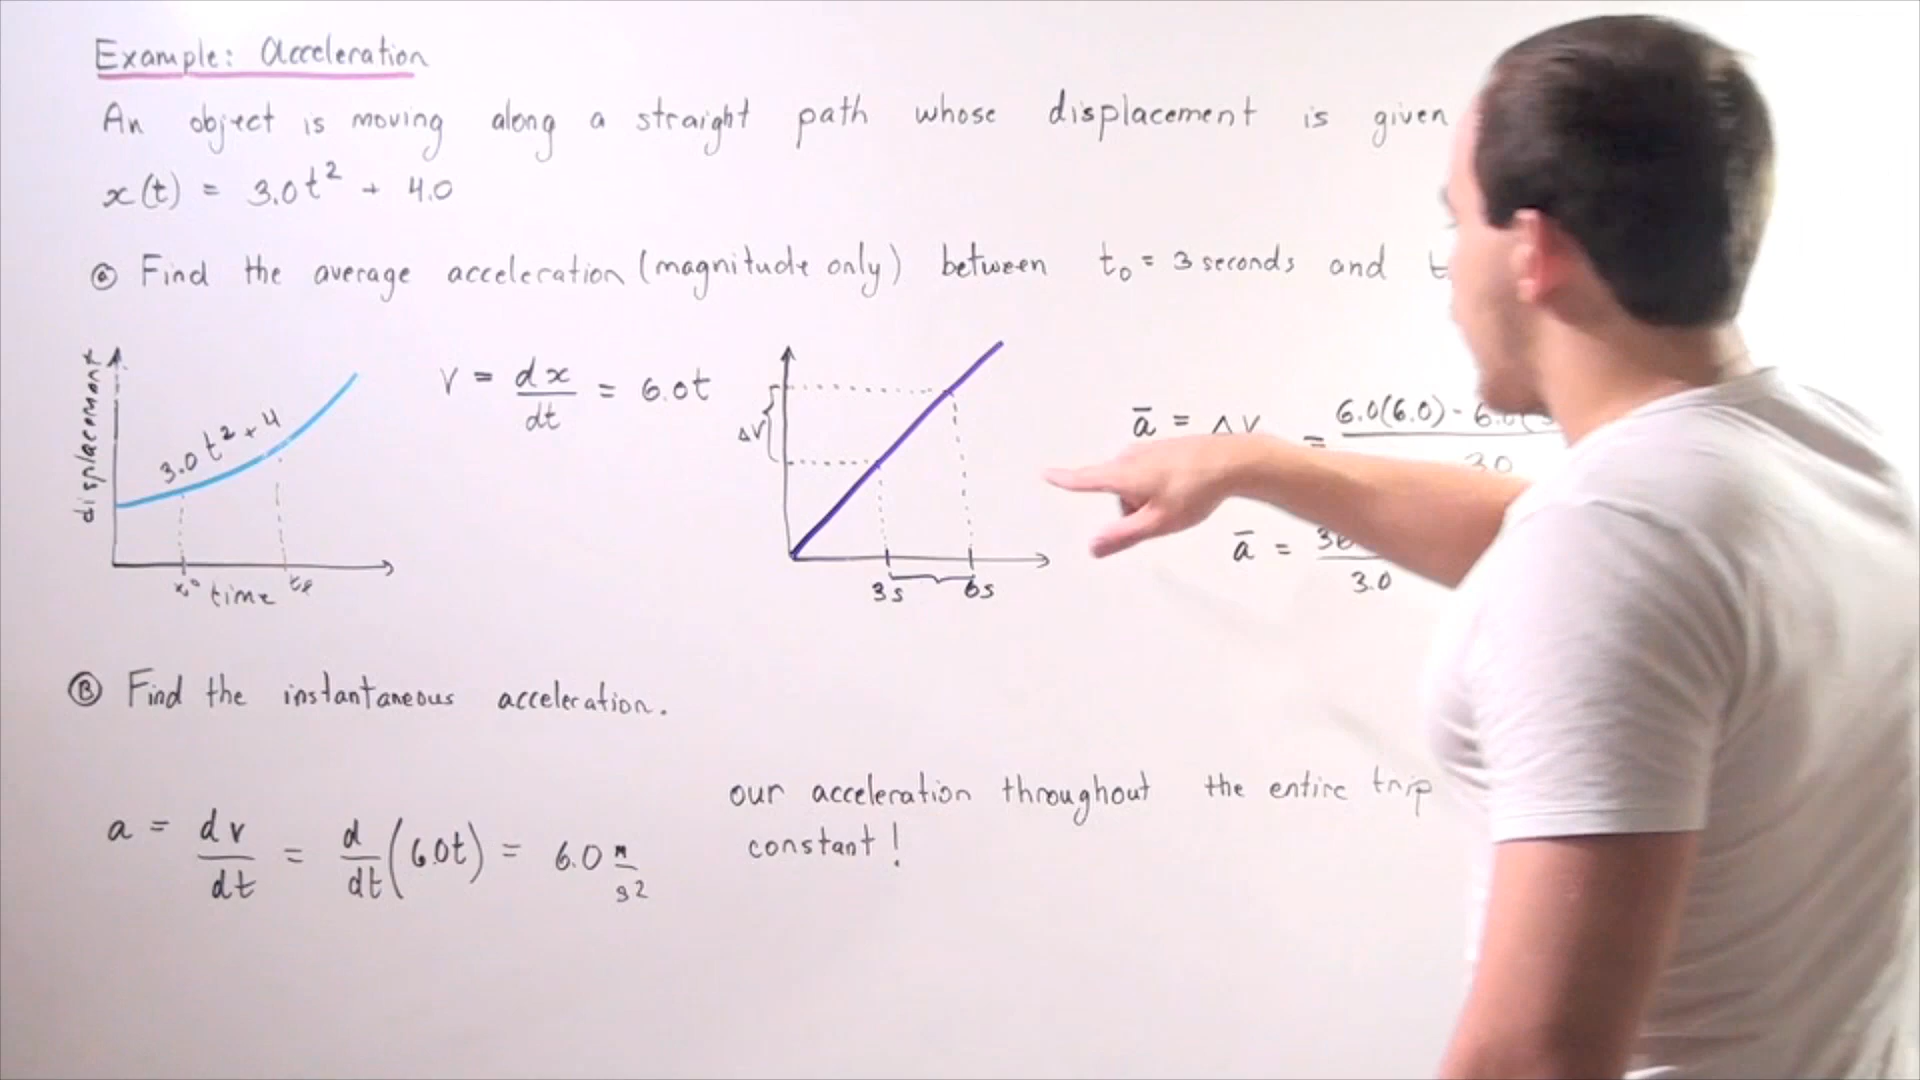 Example: Acceleration
An object is moving along a straight path whose displacement is given
x(t) = 3.0t² + 4.0
Ⓐ Find the average acceleration (magnitude only) between t₀ = 3 seconds and t
displacement
3.0t² + 4
time
v = dx/dt = 6.0t
Δv
3s 6s
ā = ΔV = 6.0(6.0) - 6.0(3
3.0
ā = 36
3.0
Ⓑ Find the instantaneous acceleration.
a = dv/dt = d/dt(6.0t) = 6.0 m/s²
our acceleration throughout the entire trip
constant!